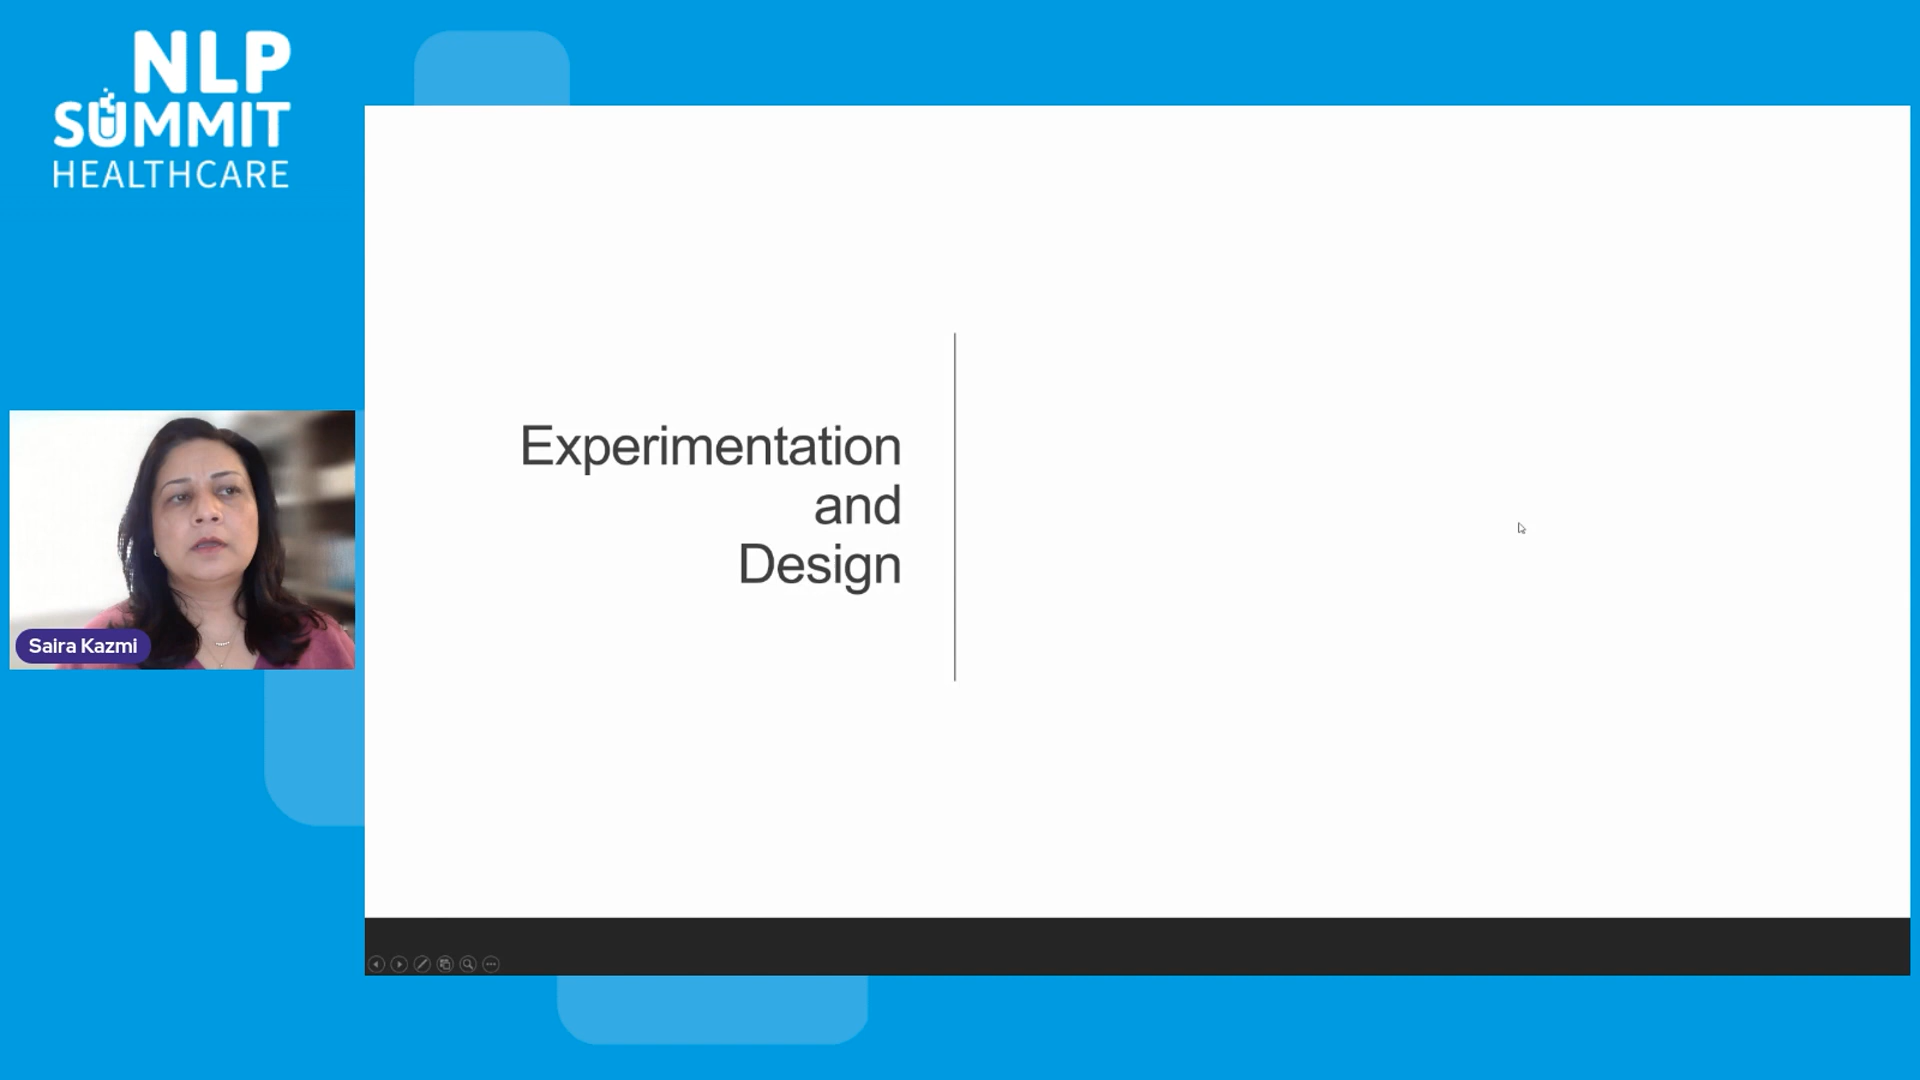 NLP
SUMMIT
HEALTHCARE
Experimentation
and
Design
Saira Kazmi